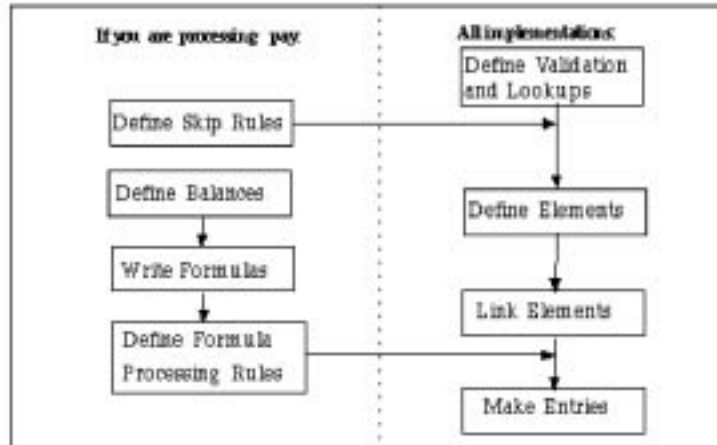 If you are processing pay:
All implementations:
Define Validation
and Lookups
Define Skip Rules
Define Balances
Define Elements
Write Formulas
Link Elements
Define Formula
Processing Rules
Make Entries